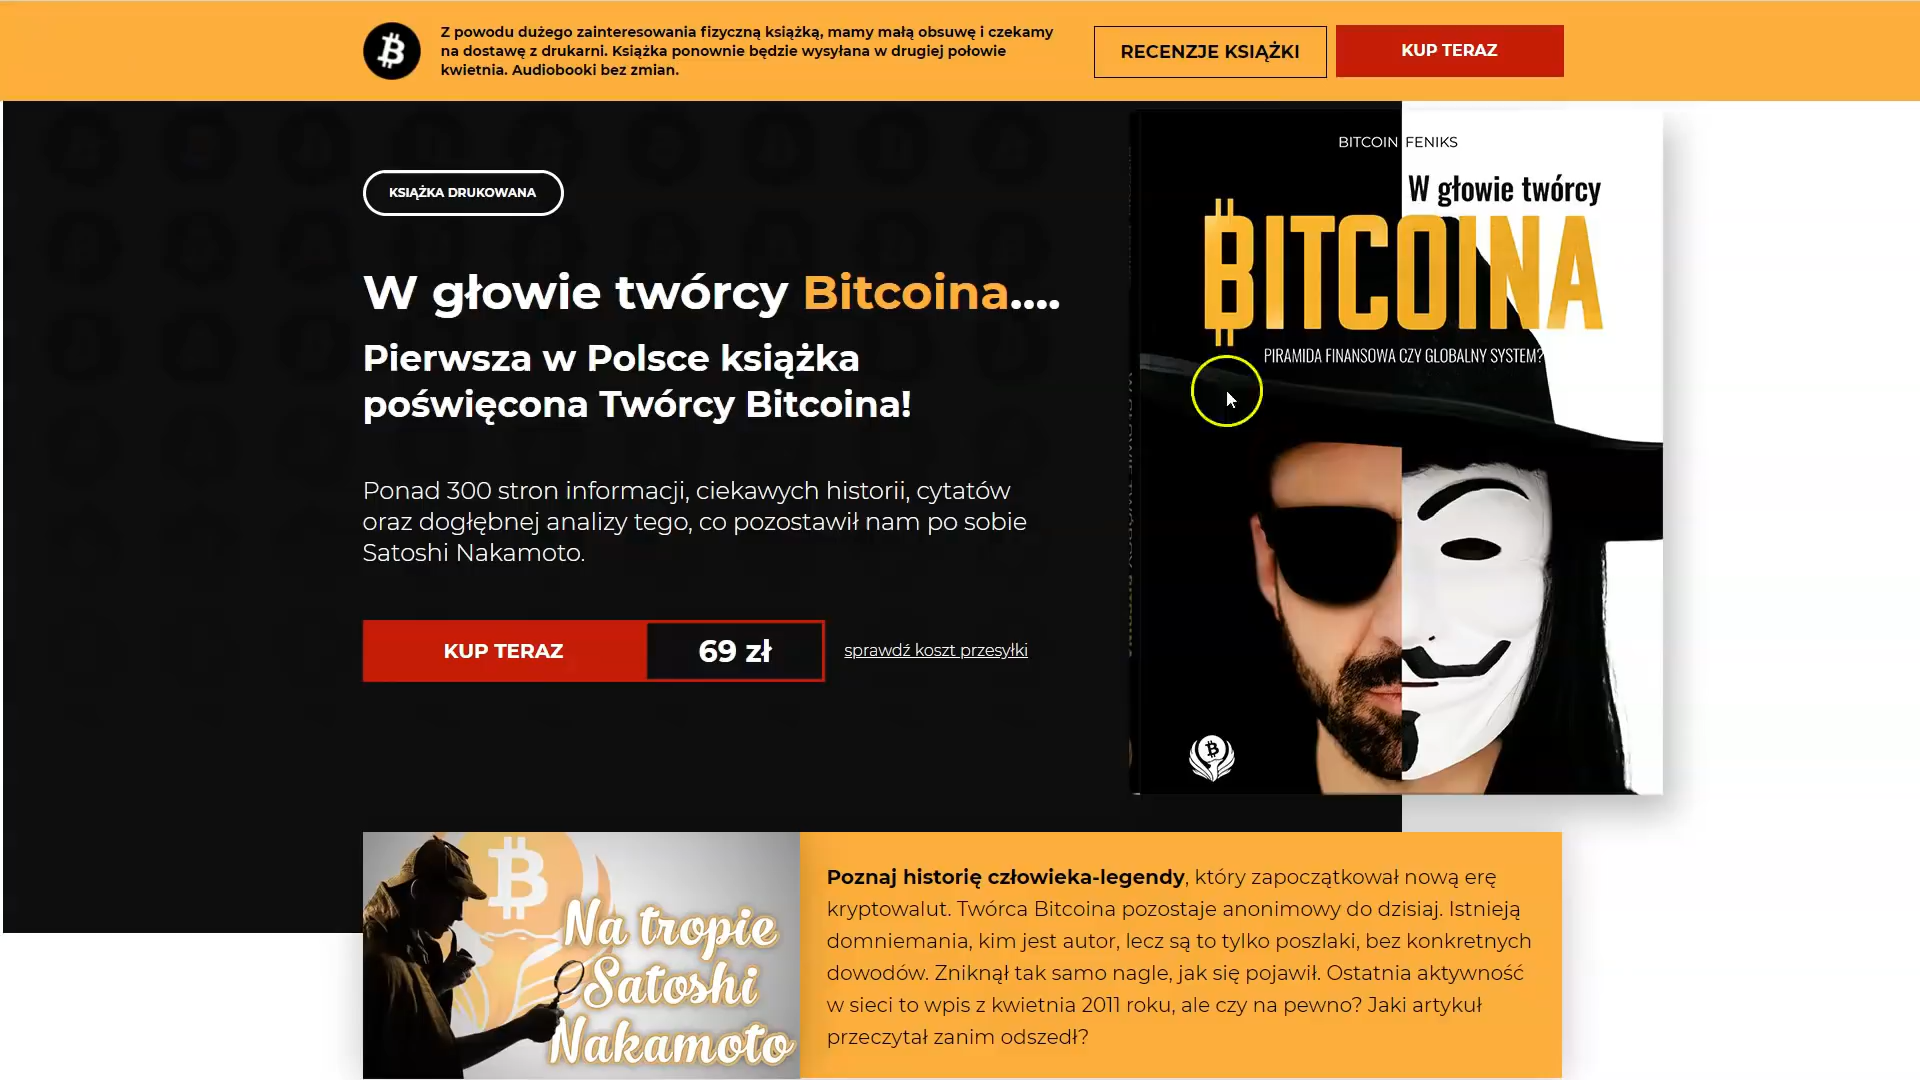 Z powodu dużego zainteresowania fizyczną książką, mamy małą obsuwę i czekamy
na dostawę z drukarni. Książka ponownie będzie wysyłana w drugiej połowie
kwietnia. Audiobooki bez zmian.
RECENZJE KSIĄŻKI
KUP TERAZ
KSIĄŻKA DRUKOWANA
W głowie twórcy Bitcoina....
Pierwsza w Polsce książka
poświęcona Twórcy Bitcoina!
Ponad 300 stron informacji, ciekawych historii, cytatów
oraz dogłębnej analizy tego, co pozostawił nam po sobie
Satoshi Nakamoto.
KUP TERAZ
69 zł
sprawdź koszt przesyłki
BITCOIN FENIKS
W głowie twórcy
BITCOINA
PIRAMIDA FINANSOWA CZY GLOBALNY SYSTEM?
Na tropie
Satoshi
Nakamoto
Poznaj historię człowieka-legendy, który zapoczątkował nową erę
kryptowalut. Twórca Bitcoina pozostaje anonimowy do dzisiaj. Istnieją
domniemania, kim jest autor, lecz są to tylko poszlaki, bez konkretnych
dowodów. Zniknął tak samo nagle, jak się pojawił. Ostatnia aktywność
w sieci to wpis z kwietnia 2011 roku, ale czy na pewno? Jaki artykuł
przeczytał zanim odszedł?